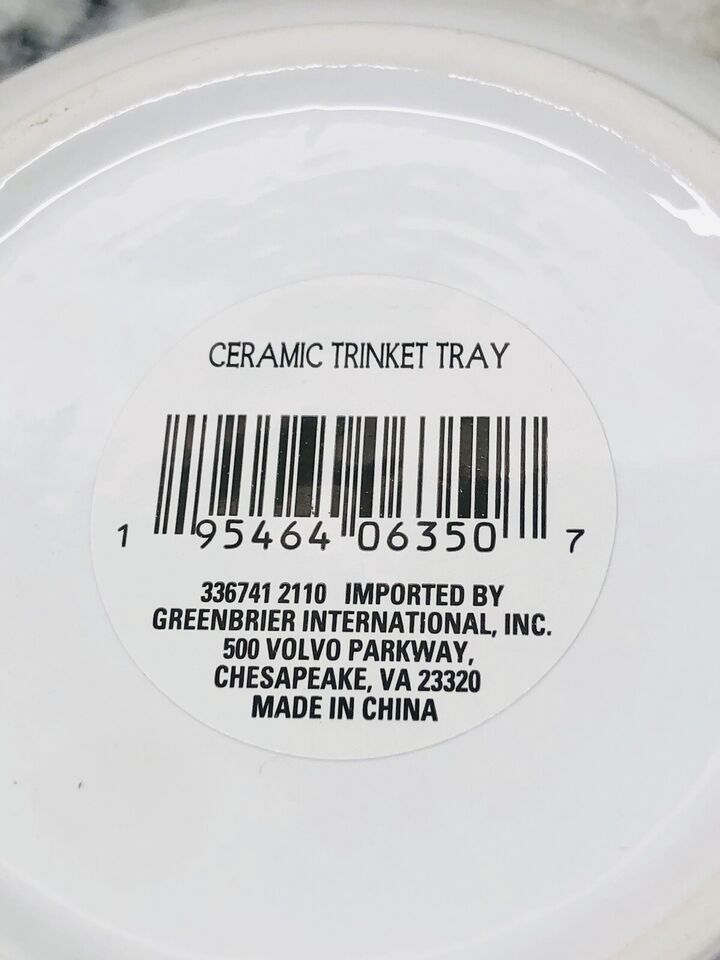 CERAMIC TRINKET TRAY
1 95464 06350 7
336741 2110 IMPORTED BY
GREENBRIER INTERNATIONAL, INC.
500 VOLVO PARKWAY,
CHESAPEAKE, VA 23320
MADE IN CHINA